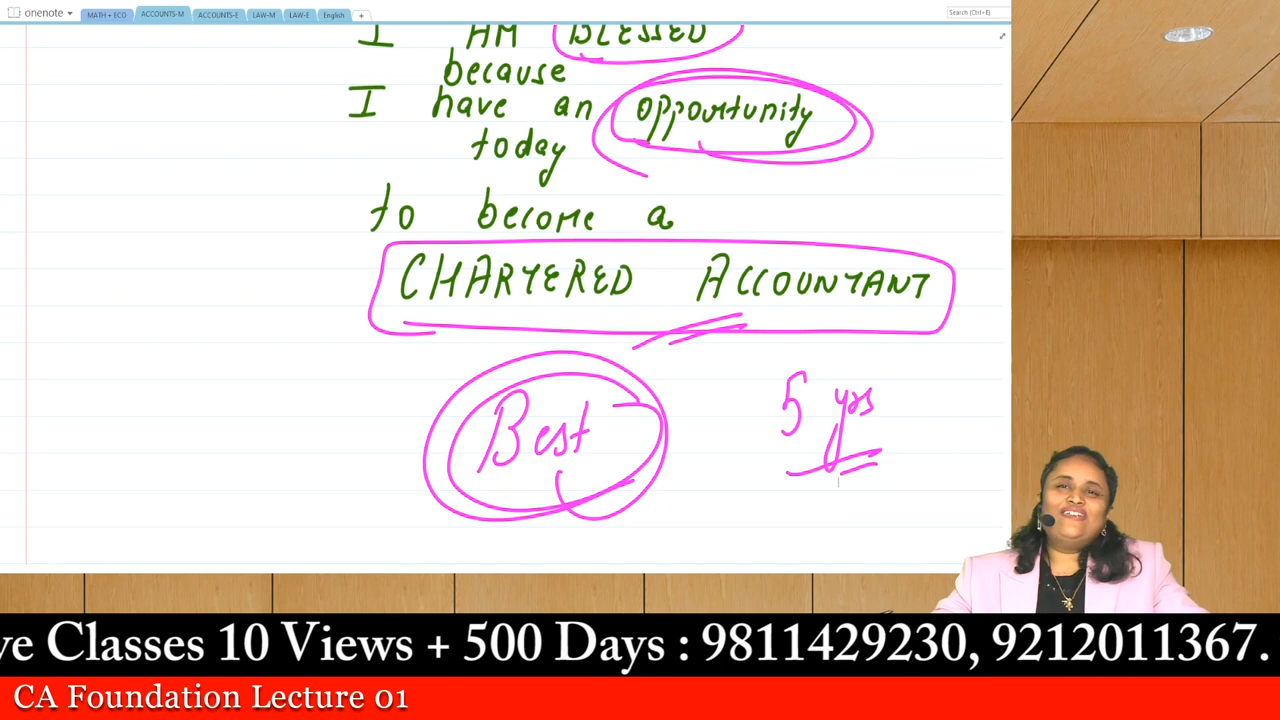 onenote
MATH + ECO ACCOUNTS-M ACCOUNTS-E LAW-M LAW-E English +
Search (Ctrl+E)
I AM BLESSED
because
I have an oppourtunity
today
to become a
CHARTERED ACCOUNTANT
Best
5 yrs
ve Classes 10 Views + 500 Days : 9811429230, 9212011367.
CA Foundation Lecture 01